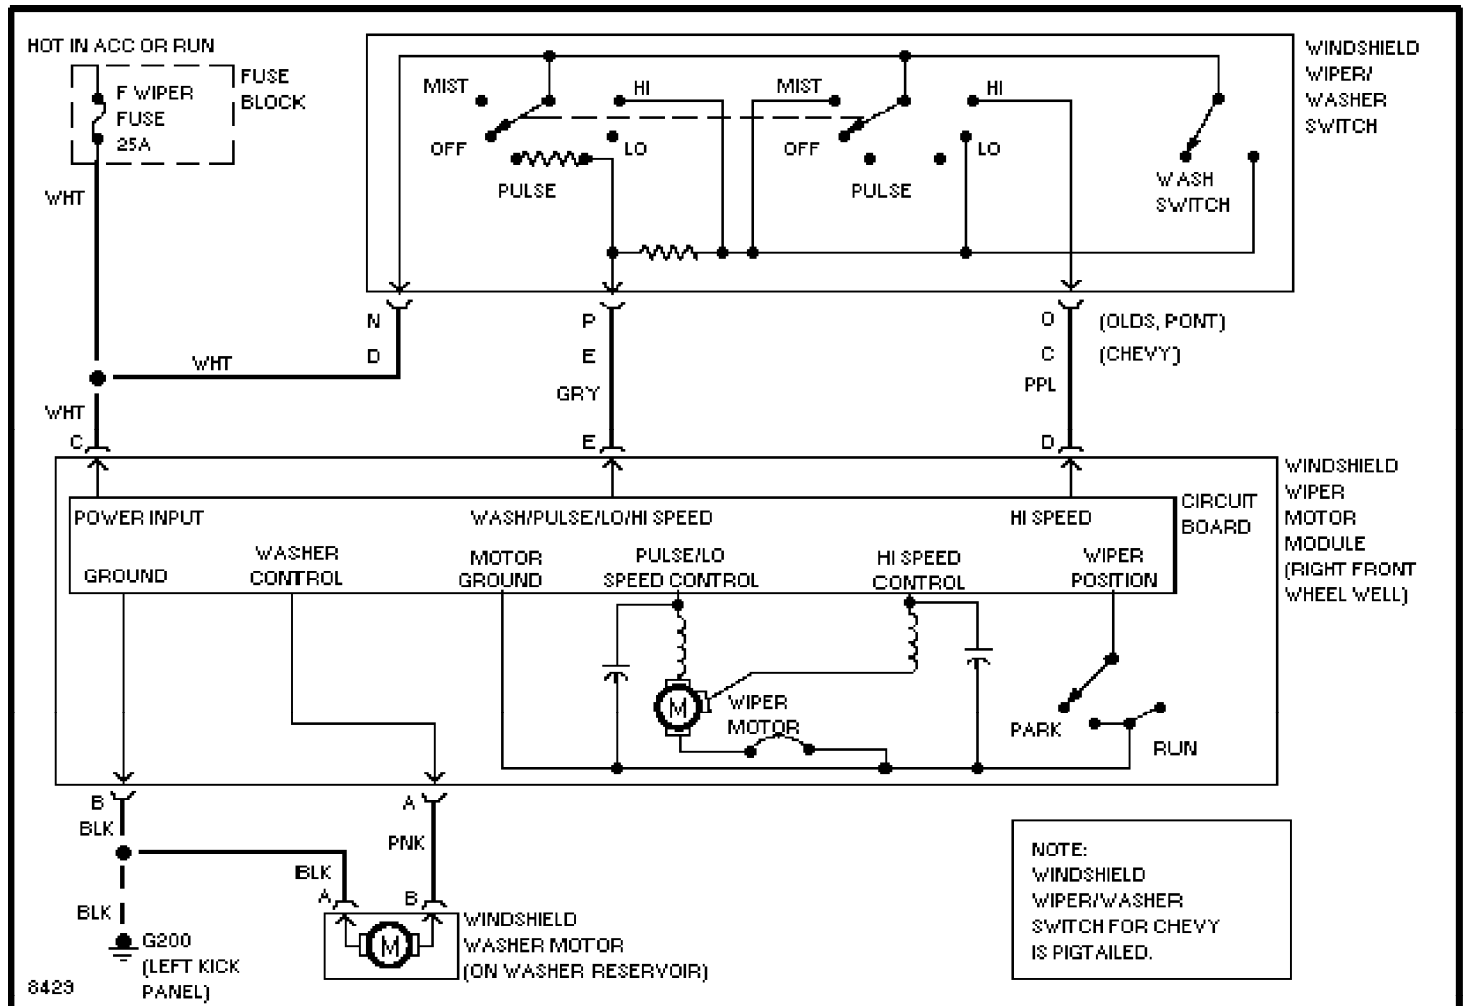 HOT IN ACC OR RUN
F WIPER
FUSE
25A
FUSE
BLOCK
WHT
MIST
HI
OFF
LO
PULSE
MIST
HI
OFF
LO
PULSE
WASH
SWITCH
WINDSHIELD
WIPER/
WASHER
SWITCH
N
P
O
(OLDS, PONT)
D
E
C
(CHEVY)
WHT
GRY
PPL
WHT
C
E
D
WINDSHIELD
WIPER
MOTOR
MODULE
(RIGHT FRONT
WHEEL WELL)
CIRCUIT
BOARD
POWER INPUT
WASH/PULSE/LO/HI SPEED
HI SPEED
GROUND
WASHER
CONTROL
MOTOR
GROUND
PULSE/LO
SPEED CONTROL
HI SPEED
CONTROL
WIPER
POSITION
M
WIPER
MOTOR
PARK
RUN
B
A
BLK
PNK
BLK
A
B
BLK
G200
(LEFT KICK
PANEL)
M
WINDSHIELD
WASHER MOTOR
(ON WASHER RESERVOIR)
NOTE:
WINDSHIELD
WIPER/WASHER
SWITCH FOR CHEVY
IS PIGTAILED.
8429